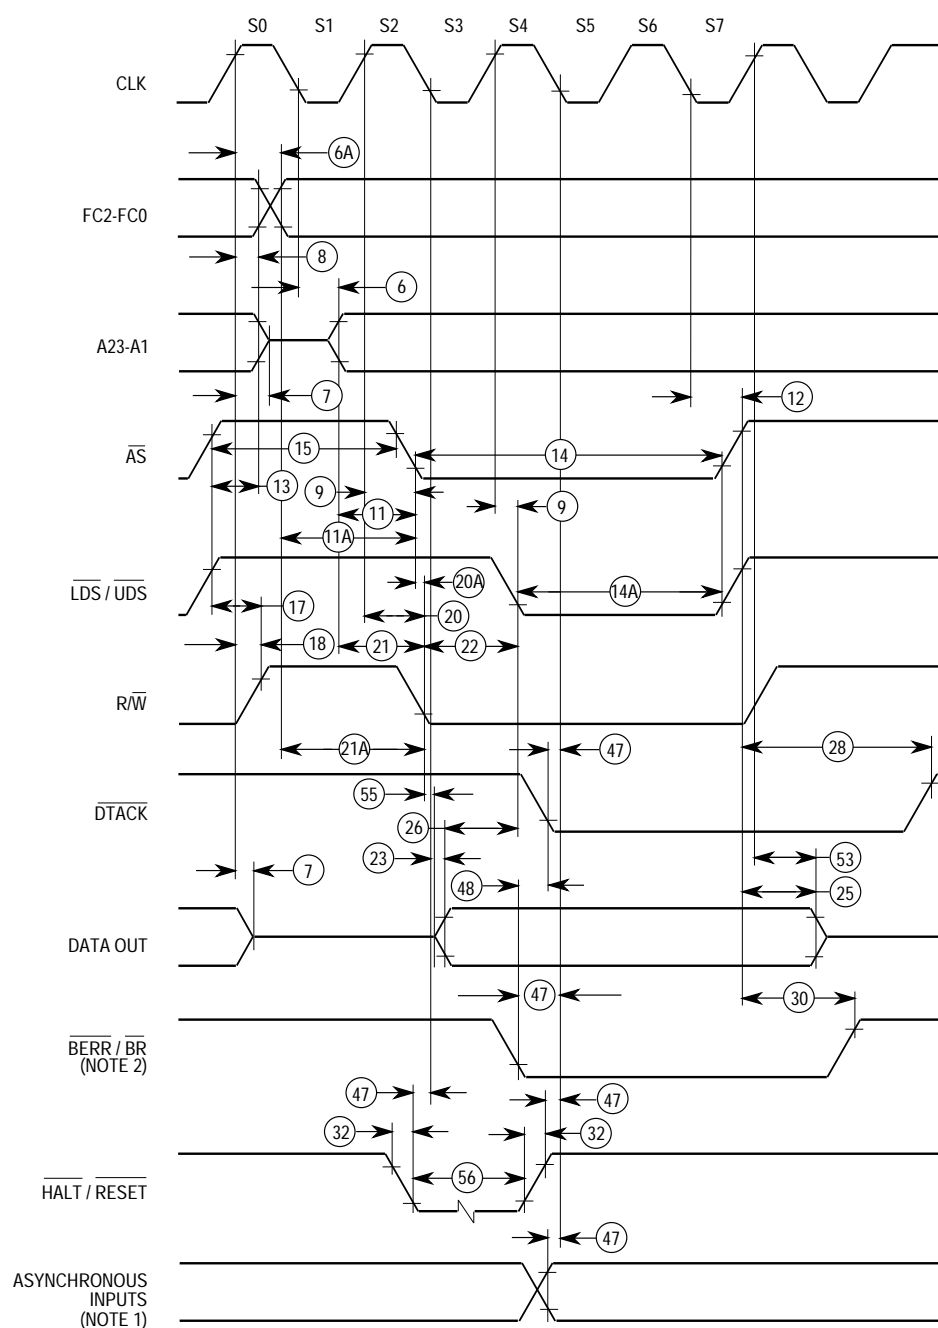 S0 S1 S2 S3 S4 S5 S6 S7
CLK
6A
FC2-FC0
8
6
A23-A1
7
12
AS
15
14
13
9
9
11
11A
20A
LDS / UDS
14A
17
20
18
21
22
R/W
21A
47
28
55
DTACK
26
23
53
7
48
25
DATA OUT
47
30
BERR / BR
(NOTE 2)
47
47
32
32
56
HALT / RESET
47
ASYNCHRONOUS
INPUTS
(NOTE 1)